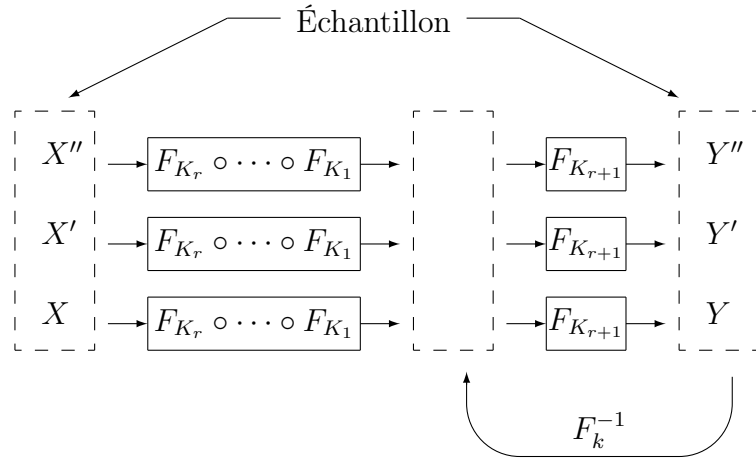 Échantillon
X'' F_{K_r} ∘ ⋯ ∘ F_{K_1} F_{K_{r+1}} Y''
X' F_{K_r} ∘ ⋯ ∘ F_{K_1} F_{K_{r+1}} Y'
X F_{K_r} ∘ ⋯ ∘ F_{K_1} F_{K_{r+1}} Y
F_k^{-1}